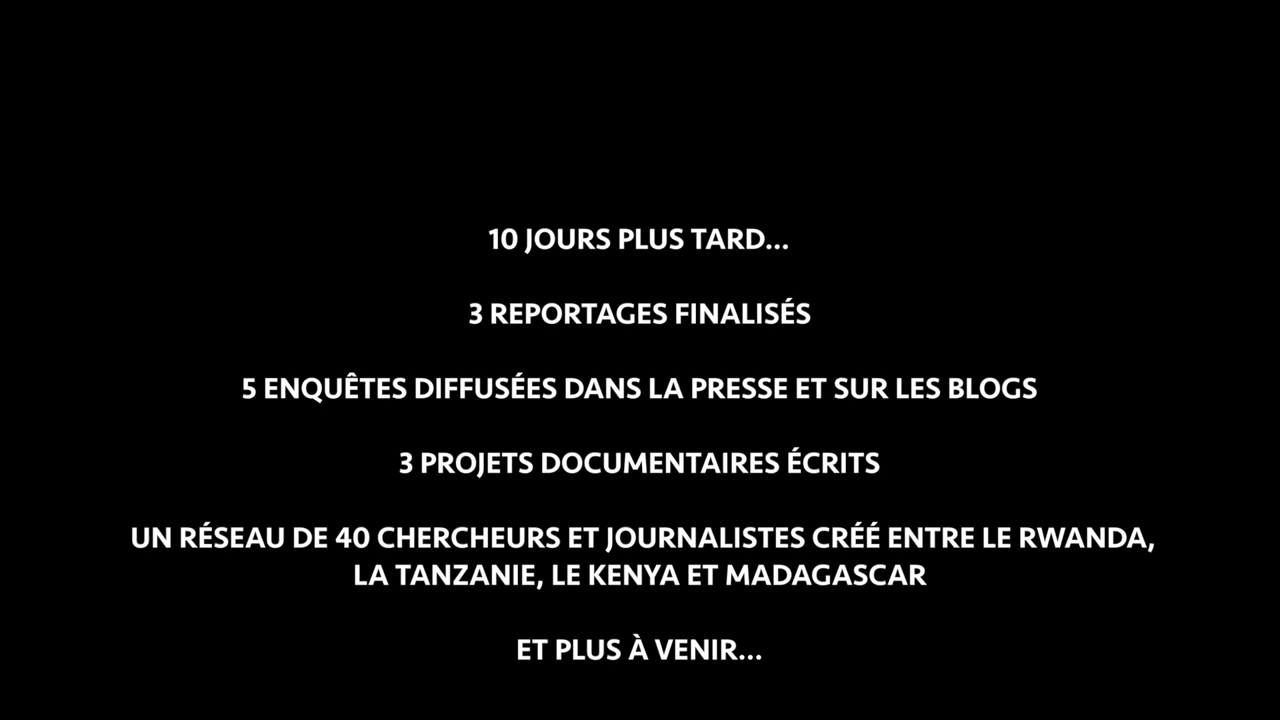 10 JOURS PLUS TARD...
3 REPORTAGES FINALISÉS
5 ENQUÊTES DIFFUSÉES DANS LA PRESSE ET SUR LES BLOGS
3 PROJETS DOCUMENTAIRES ÉCRITS
UN RÉSEAU DE 40 CHERCHEURS ET JOURNALISTES CRÉÉ ENTRE LE RWANDA,
LA TANZANIE, LE KENYA ET MADAGASCAR
ET PLUS À VENIR...